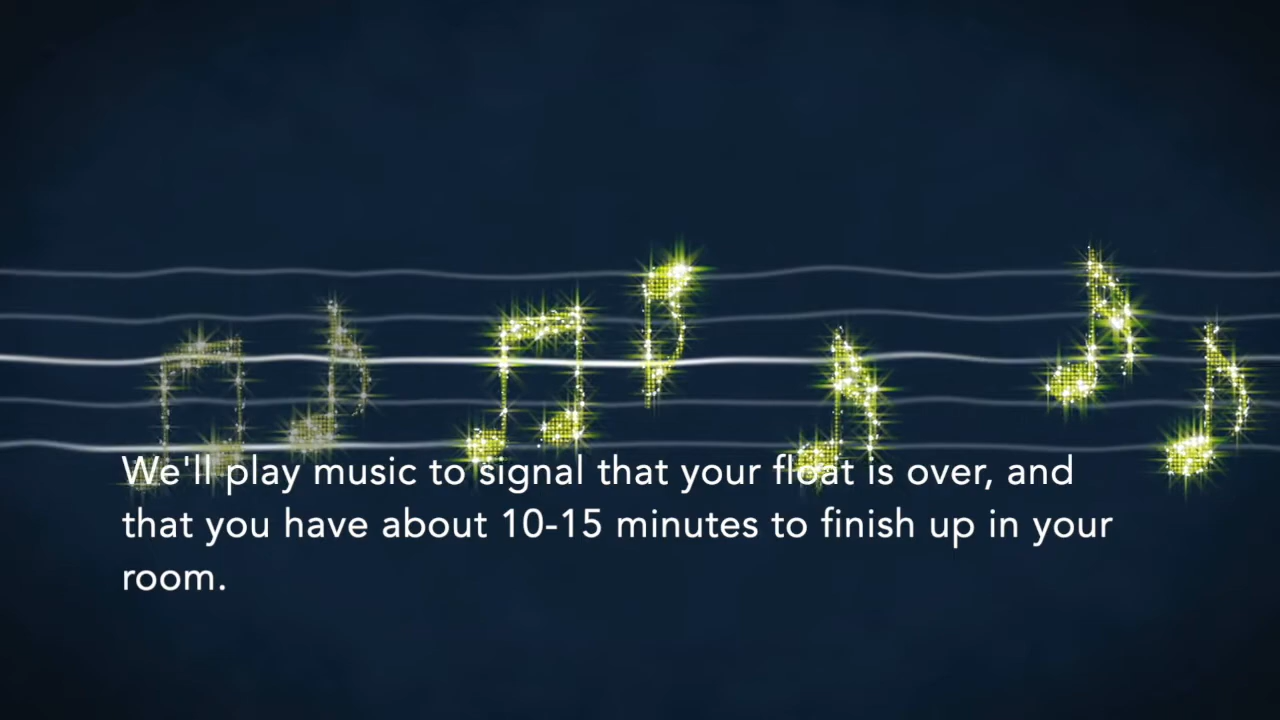 We'll play music to signal that your float is over, and
that you have about 10-15 minutes to finish up in your
room.